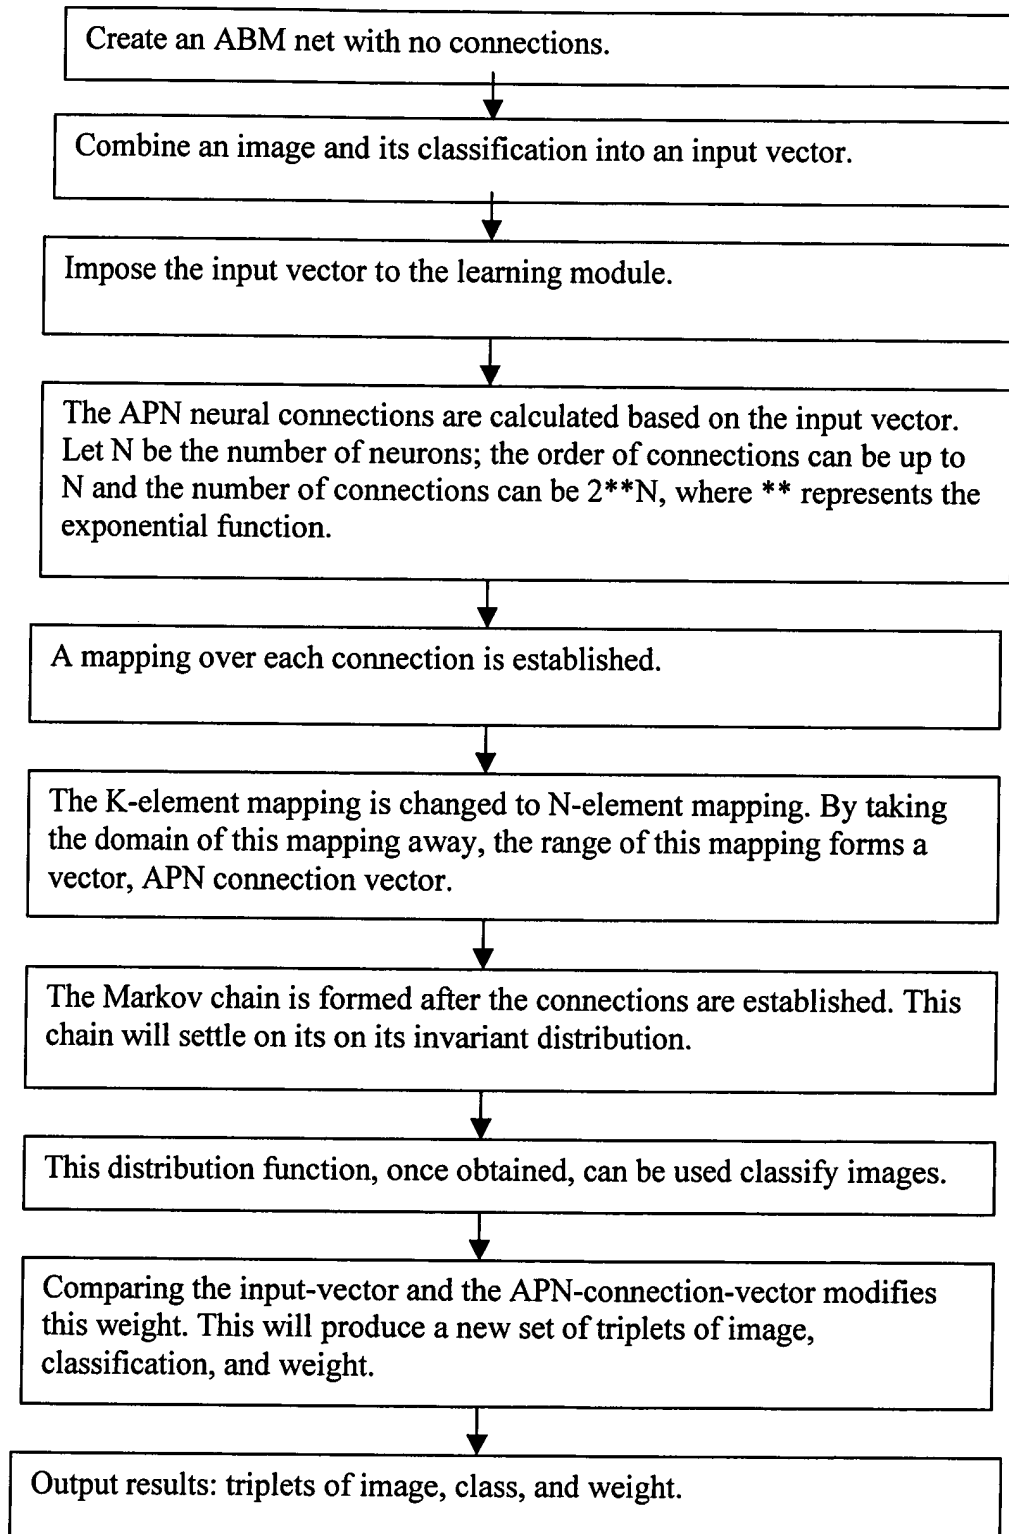 Create an ABM net with no connections.
Combine an image and its classification into an input vector.
Impose the input vector to the learning module.
The APN neural connections are calculated based on the input vector.
Let N be the number of neurons; the order of connections can be up to
N and the number of connections can be 2**N, where ** represents the
exponential function.
A mapping over each connection is established.
The K-element mapping is changed to N-element mapping. By taking
the domain of this mapping away, the range of this mapping forms a
vector, APN connection vector.
The Markov chain is formed after the connections are established. This
chain will settle on its on its invariant distribution.
This distribution function, once obtained, can be used classify images.
Comparing the input-vector and the APN-connection-vector modifies
this weight. This will produce a new set of triplets of image,
classification, and weight.
Output results: triplets of image, class, and weight.